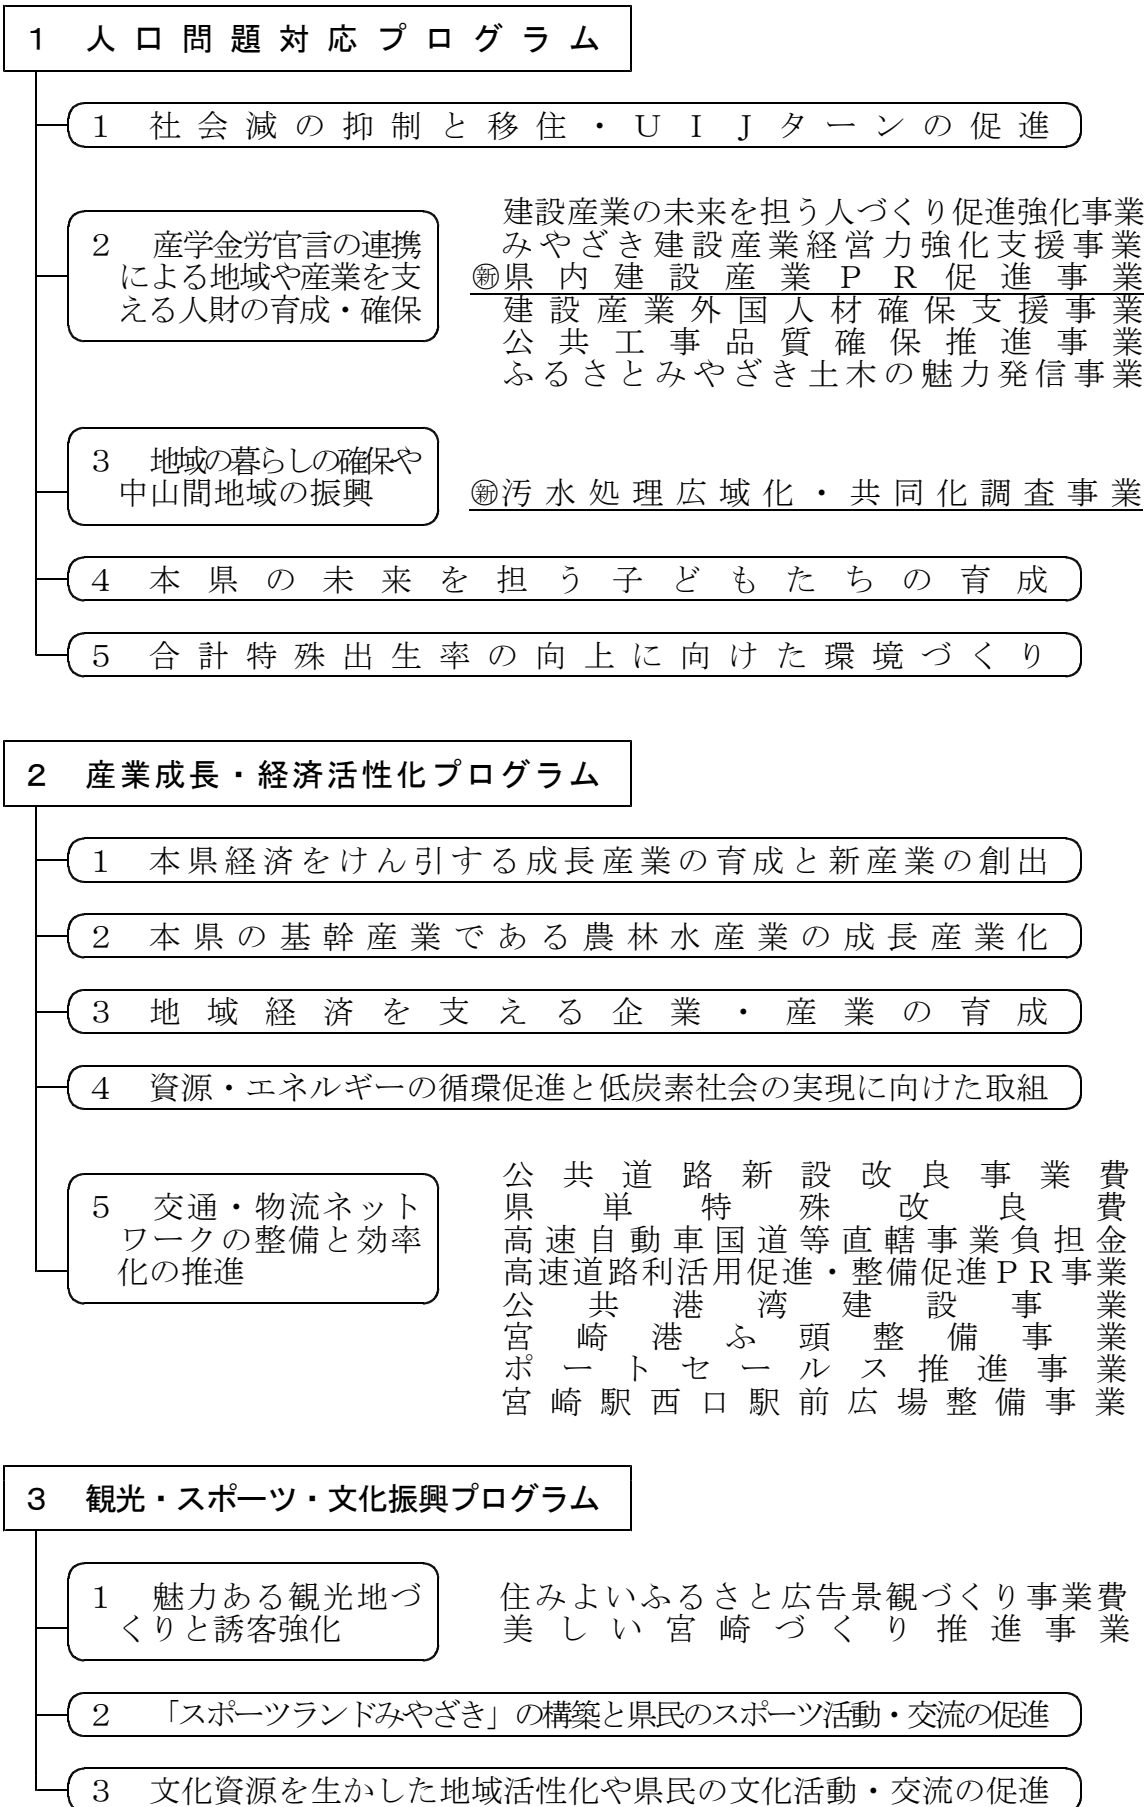 １　人口問題対応プログラム
１　社会減の抑制と移住・ＵＩＪターンの促進
２　産学金労官言の連携
による地域や産業を支
える人財の育成・確保
建設産業の未来を担う人づくり促進強化事業
みやざき建設産業経営力強化支援事業
㊟県内建設産業ＰＲ促進事業
建設産業外国人材確保支援事業
公共工事品質確保推進事業
ふるさとみやざき土木の魅力発信事業
３　地域の暮らしの確保や
中山間地域の振興
㋿汚水処理広域化・共同化調査事業
４　本県の未来を担う子どもたちの育成
５　合計特殊出生率の向上に向けた環境づくり
２　産業成長・経済活性化プログラム
１　本県経済をけん引する成長産業の育成と新産業の創出
２　本県の基幹産業である農林水産業の成長産業化
３　地域経済を支える企業・産業の育成
４　資源・エネルギーの循環促進と低炭素社会の実現に向けた取組
５　交通・物流ネット
ワークの整備と効率
化の推進
公共道路新設改良事業費
県単特殊改良費
高速自動車国道等直轄事業負担金
高速道路利活用促進・整備促進ＰＲ事業
公共港湾建設事業
宮崎港ふ頭整備事業
ポートセールス推進事業
宮崎駅西口駅前広場整備事業
３　観光・スポーツ・文化振興プログラム
１　魅力ある観光地づ
くりと誘客強化
住みよいふるさと広告景観づくり事業費
美しい宮崎づくり推進事業
２　「スポーツランドみやざき」の構築と県民のスポーツ活動・交流の促進
３　文化資源を生かした地域活性化や県民の文化活動・交流の促進